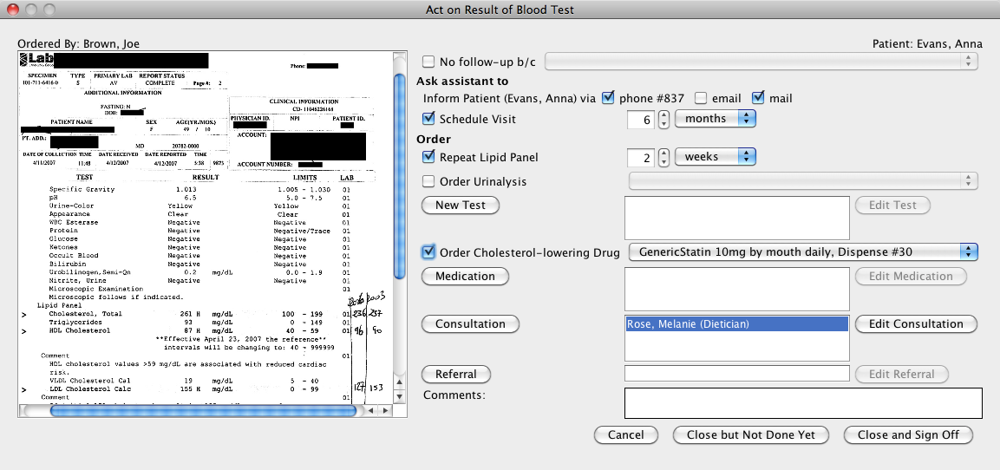 Act on Result of Blood Test
Ordered By: Brown, Joe
Patient: Evans, Anna
Lab
Phone:
SPECIMEN TYPE PRIMARY LAB REPORT STATUS
101-711-6416-0 S AV COMPLETE Page #: 2
ADDITIONAL INFORMATION
FASTING: N
DOB:
CLINICAL INFORMATION
CD- 11046226168
PATIENT NAME SEX AGE(YR./MOS.)
F 49 / 10
PHYSICIAN ID. NPI PATIENT ID.
PT. ADD.:
MD 20782-0000
ACCOUNT:
DATE OF COLLECTION TIME DATE RECEIVED DATE REPORTED TIME
4/11/2007 11:48 4/12/2007 4/12/2007 5:38 9873
ACCOUNT NUMBER:
TEST RESULT LIMITS LAB
Specific Gravity 1.013 1.005 - 1.030 01
pH 6.5 5.0 - 7.5 01
Urine-Color Yellow Yellow 01
Appearance Clear Clear 01
WBC Esterase Negative Negative 01
Protein Negative Negative/Trace 01
Glucose Negative Negative 01
Ketones Negative Negative 01
Occult Blood Negative Negative 01
Bilirubin Negative Negative 01
Urobilinogen,Semi-Qn 0.2 mg/dL 0.0 - 1.9 01
Nitrite, Urine Negative Negative 01
Microscopic Examination 01
Microscopic follows if indicated.
Lipid Panel 2003
> Cholesterol, Total 261 H mg/dL 100 - 199 01 236 237
Triglycerides 93 mg/dL 0 - 149 01
> HDL Cholesterol 87 H mg/dL 40 - 59 01 96 90
**Effective April 23, 2007 the reference**
intervals will be changing to: 40 - 999999
Comment 01
HDL cholesterol values >59 mg/dL are associated with reduced cardiac
risk.
VLDL Cholesterol Cal 19 mg/dL 5 - 40
> LDL Cholesterol Calc 155 H mg/dL 0 - 99 127 153
Comment 01
No follow-up b/c
Ask assistant to
Inform Patient (Evans, Anna) via phone #837 email mail
Schedule Visit 6 months
Order
Repeat Lipid Panel 2 weeks
Order Urinalysis
New Test Edit Test
Order Cholesterol-lowering Drug GenericStatin 10mg by mouth daily, Dispense #30
Medication Edit Medication
Consultation Rose, Melanie (Dietician) Edit Consultation
Referral Edit Referral
Comments:
Cancel Close but Not Done Yet Close and Sign Off